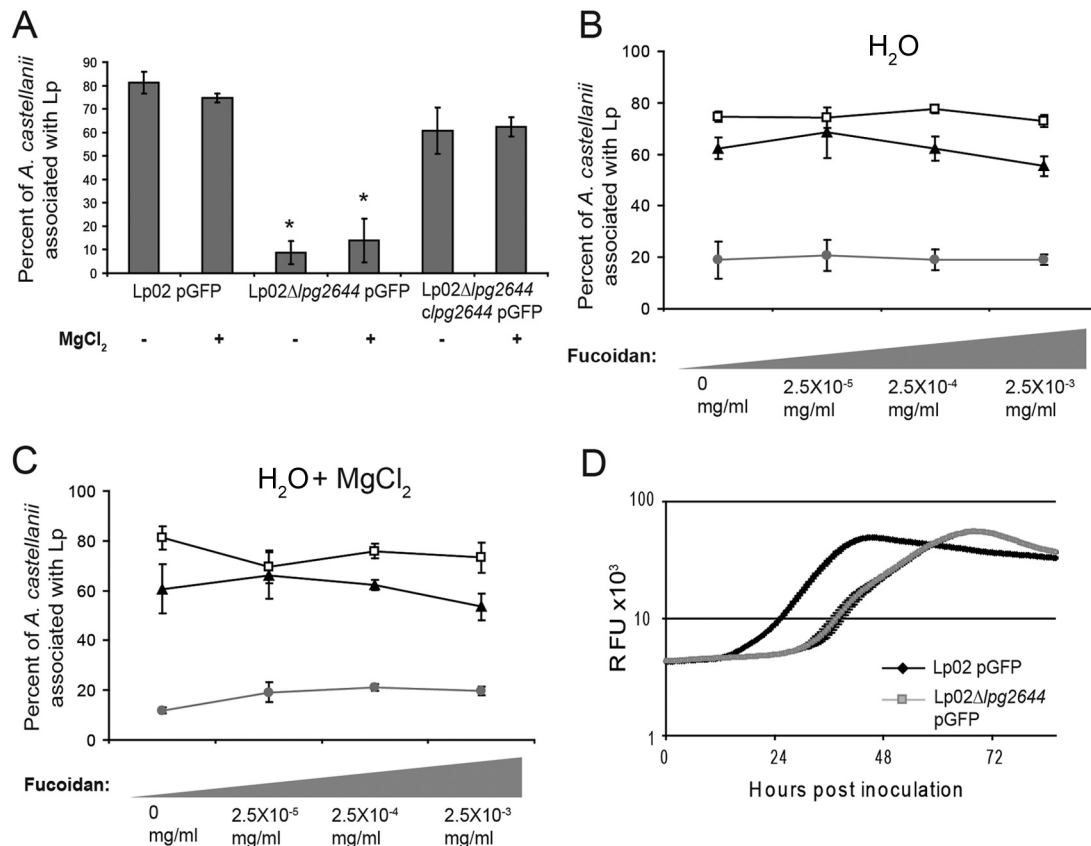 A
Percent of A. castellanii
associated with Lp
90
80
70
60
50
40
30
20
10
0
*
*
Lp02 pGFP
Lp02Δlpg2644 pGFP
Lp02Δlpg2644
clpg2644 pGFP
MgCl₂
-
+
-
+
-
+
B
H₂O
Percent of A. castellanii
associated with Lp
100
80
60
40
20
0
Fucoidan:
0
mg/ml
2.5X10⁻⁵
mg/ml
2.5X10⁻⁴
mg/ml
2.5X10⁻³
mg/ml
C
H₂O + MgCl₂
Percent of A. castellanii
associated with Lp
100
80
60
40
20
0
Fucoidan:
0
mg/ml
2.5X10⁻⁵
mg/ml
2.5X10⁻⁴
mg/ml
2.5X10⁻³
mg/ml
D
RFU x10³
100
10
1
Lp02 pGFP
Lp02Δlpg2644
pGFP
0
24
48
72
Hours post inoculation